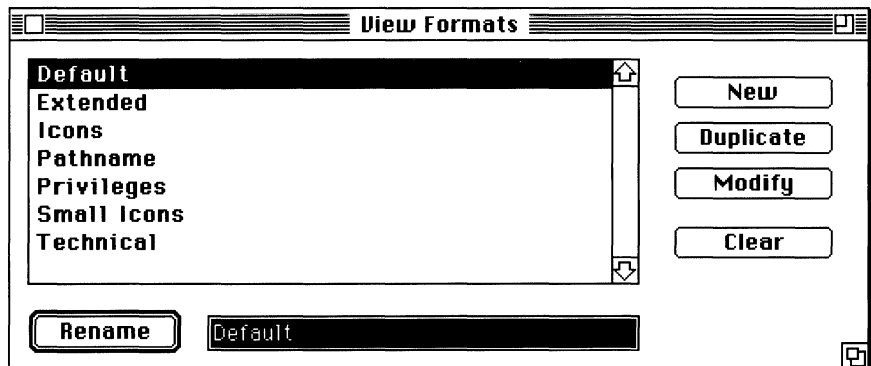 View Formats
Default
Extended
Icons
Pathname
Privileges
Small Icons
Technical
New
Duplicate
Modify
Clear
Rename
Default